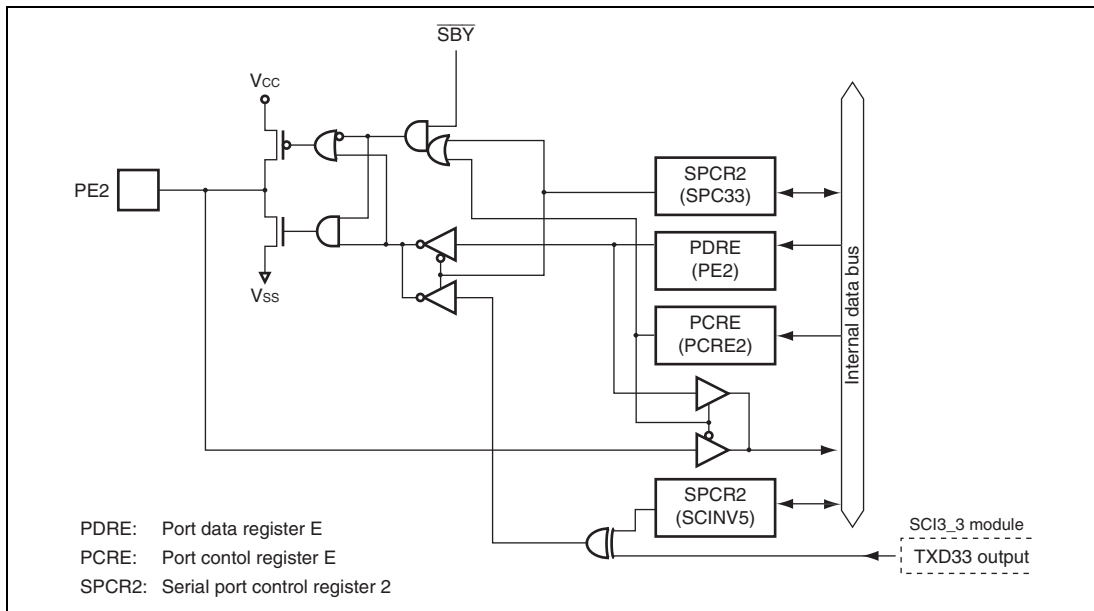 SBY
VCC
PE2
VSS
SPCR2
(SPC33)
PDRE
(PE2)
PCRE
(PCRE2)
SPCR2
(SCINV5)
Internal data bus
SCI3_3 module
TXD33 output
PDRE: Port data register E
PCRE: Port contol register E
SPCR2: Serial port control register 2